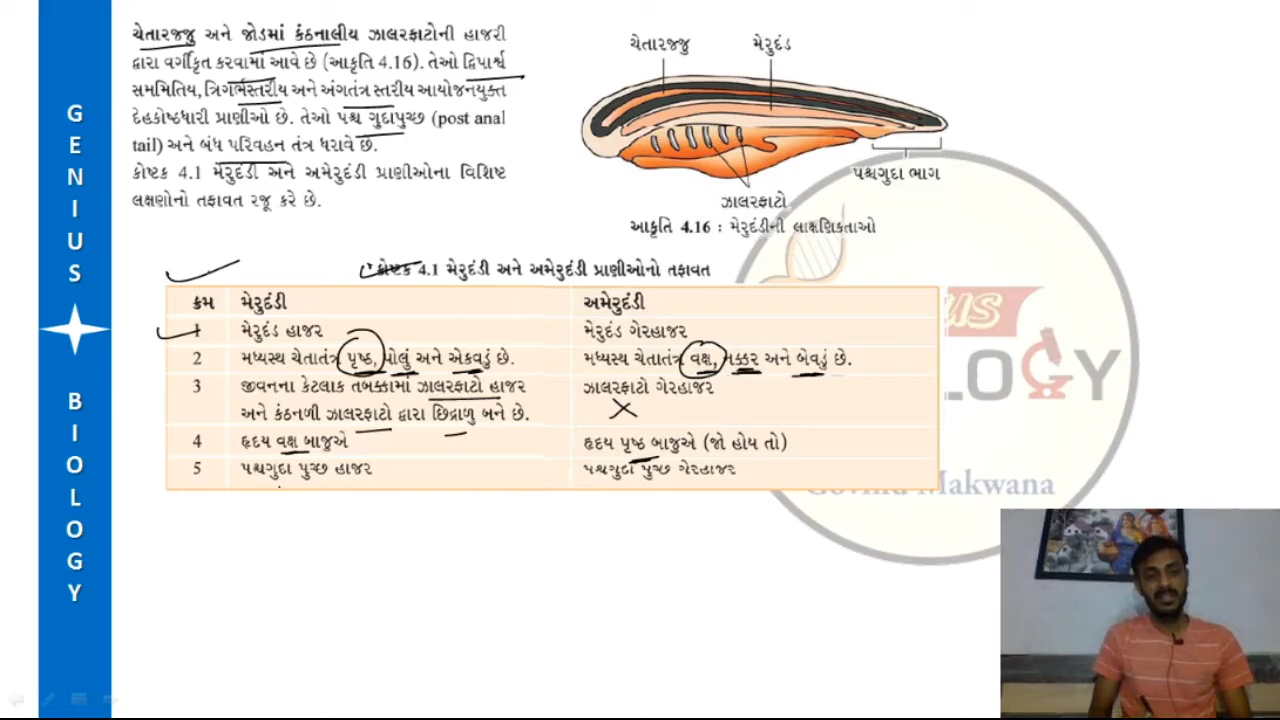 GENIUS
BIOLOGY
ચેતારજ્જુ અને જોડમાં કંઠનાલીય ઝાલરફાટોની હાજરી
દ્વારા વર્ગીકૃત કરવામાં આવે છે (આકૃતિ 4.16). તેઓ દ્વિપાર્શ્વ
સમમિતિય, ત્રિગર્ભસ્તરીય અને અંગતંત્ર સ્તરીય આયોજનયુક્ત
દેહકોષ્ઠધારી પ્રાણીઓ છે. તેઓ પશ્ચ ગુદાપુચ્છ (post anal
tail) અને બંધ પરિવહન તંત્ર ધરાવે છે.
કોષ્ટક 4.1 મેરુદંડી અને અમેરુદંડી પ્રાણીઓના વિશિષ્ટ
લક્ષણોનો તફાવત રજૂ કરે છે.
ચેતારજ્જુ મેરુદંડ
પશ્ચગુદા ભાગ
ઝાલરફાટો
આકૃતિ 4.16 : મેરુદંડીની લાક્ષણિકતાઓ
કોષ્ટક 4.1 મેરુદંડી અને અમેરુદંડી પ્રાણીઓનો તફાવત
ક્રમ મેરુદંડી અમેરુદંડી
1 મેરુદંડ હાજર મેરુદંડ ગેરહાજર
2 મધ્યસ્થ ચેતાતંત્ર પૃષ્ઠ, પોલું અને એકવડું છે. મધ્યસ્થ ચેતાતંત્ર વક્ષ, નક્કર અને બેવડું છે.
3 જીવનના કેટલાક તબક્કામાં ઝાલરફાટો હાજર ઝાલરફાટો ગેરહાજર
અને કંઠનળી ઝાલરફાટો દ્વારા છિદ્રાળુ બને છે.
4 હૃદય વક્ષ બાજુએ હૃદય પૃષ્ઠ બાજુએ (જો હોય તો)
5 પશ્ચગુદા પુચ્છ હાજર પશ્ચગુદા પુચ્છ ગેરહાજર
Makwana